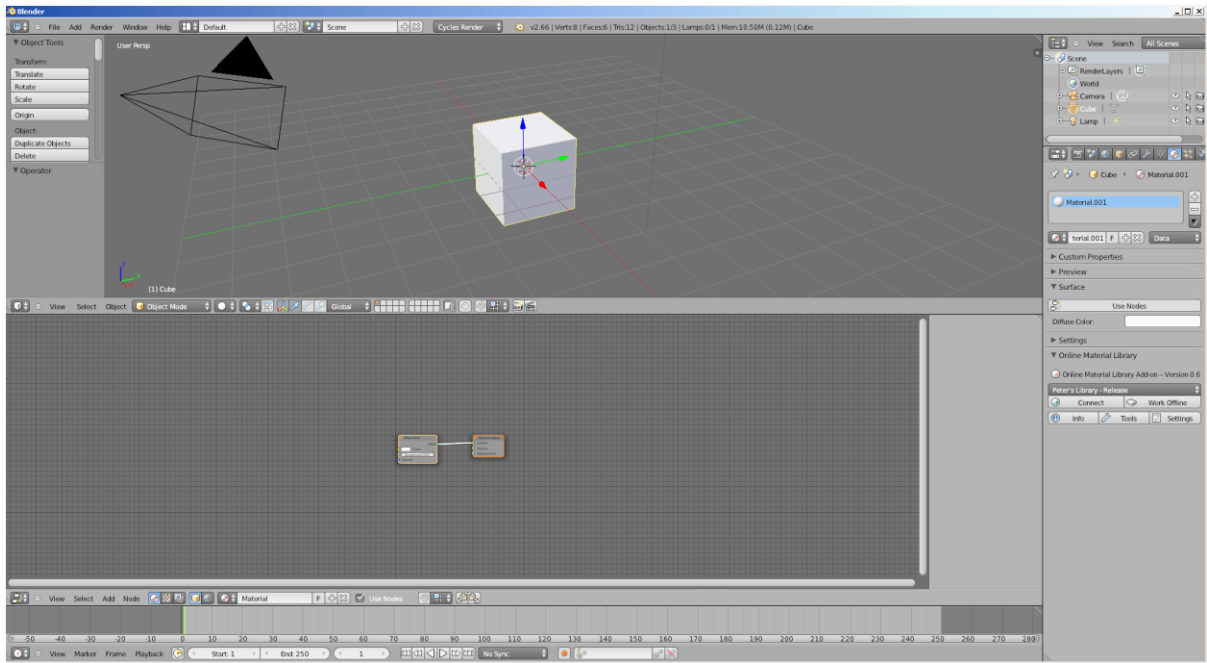 Blender
File Add Render Window Help Default Scene Cycles Render v2.66 | Verts:8 | Faces:6 | Tris:12 | Objects:1/3 | Lamps:0/1 | Mem:10.50M (0.12M) | Cube
Object Tools
Transform:
Translate
Rotate
Scale
Origin
Object:
Duplicate Objects
Delete
Operator
User Persp
z
y
(1) Cube
View Select Object Object Mode Global
View Select Add Node Material F Use Nodes
-50 -40 -30 -20 -10 0 10 20 30 40 50 60 70 80 90 100 110 120 130 140 150 160 170 180 190 200 210 220 230 240 250 260 270 280
View Marker Frame Playback Start: 1 End: 250 1 No Sync
View Search All Scenes
Scene
RenderLayers |
World
Camera |
Cube |
Lamp |
Cube Material.001
Material.001
terial.001 F Data
Custom Properties
Preview
Surface
Use Nodes
Diffuse Color:
Settings
Online Material Library
Online Material Library Add-on - Version 0.6
Peter's Library - Release
Connect Work Offline
Info Tools Settings